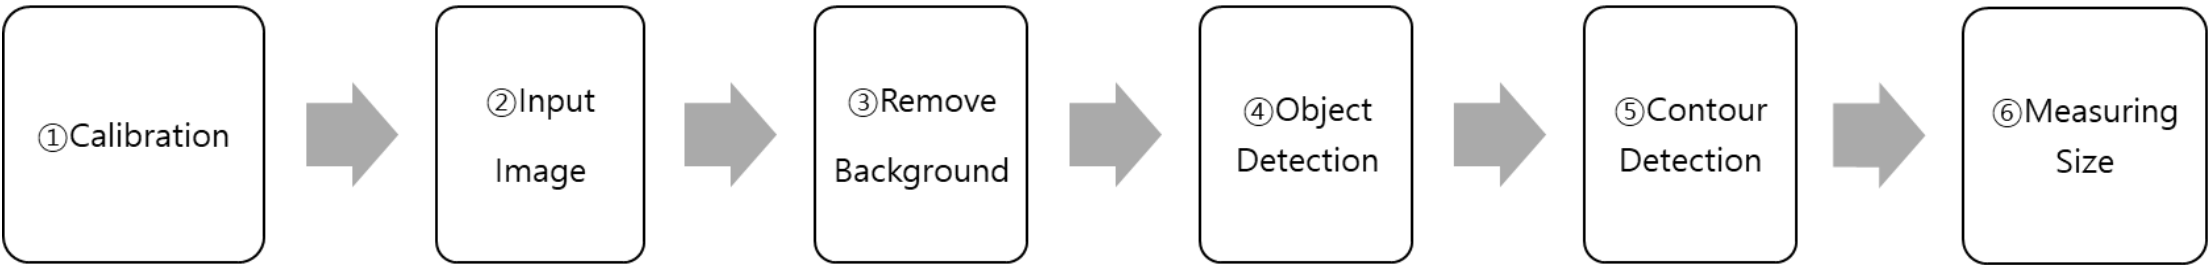 ①Calibration
②Input
Image
③Remove
Background
④Object
Detection
⑤Contour
Detection
⑥Measuring
Size